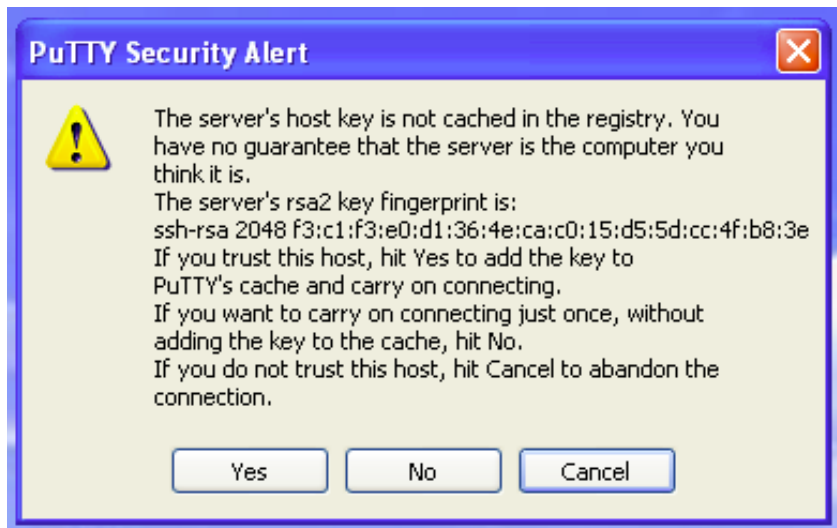 PuTTY Security Alert
The server's host key is not cached in the registry. You
have no guarantee that the server is the computer you
think it is.
The server's rsa2 key fingerprint is:
ssh-rsa 2048 f3:c1:f3:e0:d1:36:4e:ca:c0:15:d5:5d:cc:4f:b8:3e
If you trust this host, hit Yes to add the key to
PuTTY's cache and carry on connecting.
If you want to carry on connecting just once, without
adding the key to the cache, hit No.
If you do not trust this host, hit Cancel to abandon the
connection.
Yes No Cancel